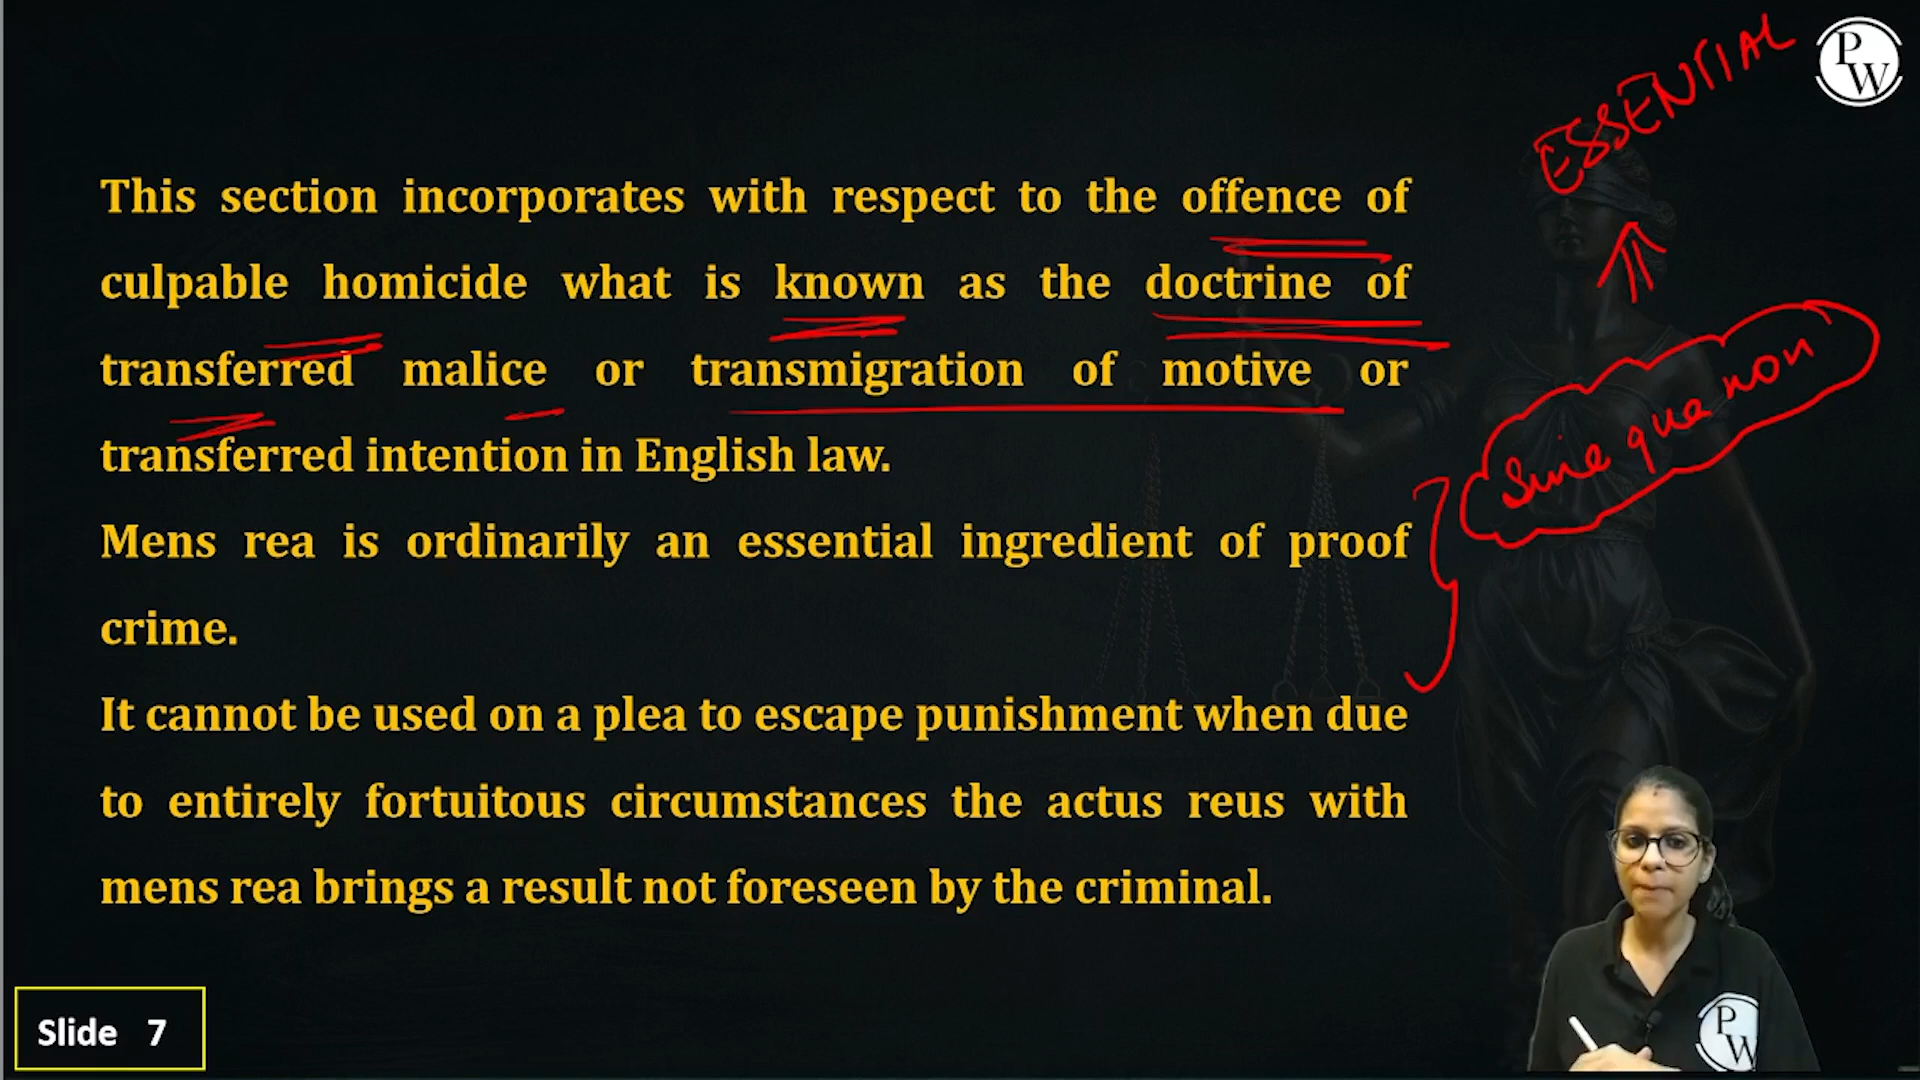 ESSENTIAL
PW
This section incorporates with respect to the offence of
culpable homicide what is known as the doctrine of
transferred malice or transmigration of motive or
transferred intention in English law.
Sine qua non
Mens rea is ordinarily an essential ingredient of proof
crime.
It cannot be used on a plea to escape punishment when due
to entirely fortuitous circumstances the actus reus with
mens rea brings a result not foreseen by the criminal.
PW
Slide 7